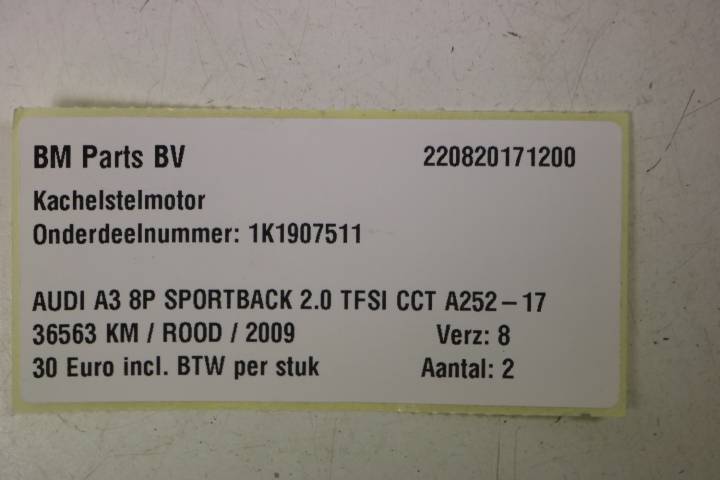 BM Parts BV 220820171200
Kachelstelmotor
Onderdeelnummer: 1K1907511
AUDI A3 8P SPORTBACK 2.0 TFSI CCT A252-17
36563 KM / ROOD / 2009 Verz: 8
30 Euro incl. BTW per stuk Aantal: 2